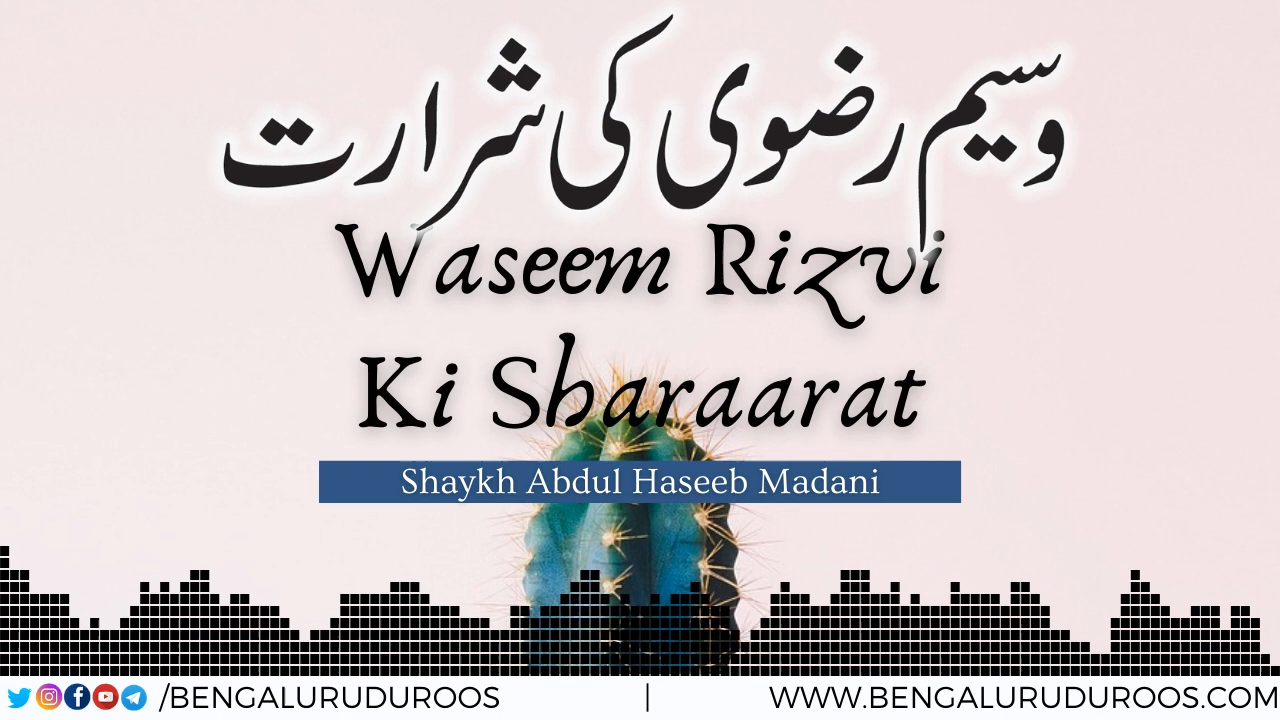 وسیم رضوی کی شرارت
Waseem Rizvi
Ki Sharaarat
Shaykh Abdul Haseeb Madani
/BENGALURUDUROOS | WWW.BENGALURUDUROOS.COM